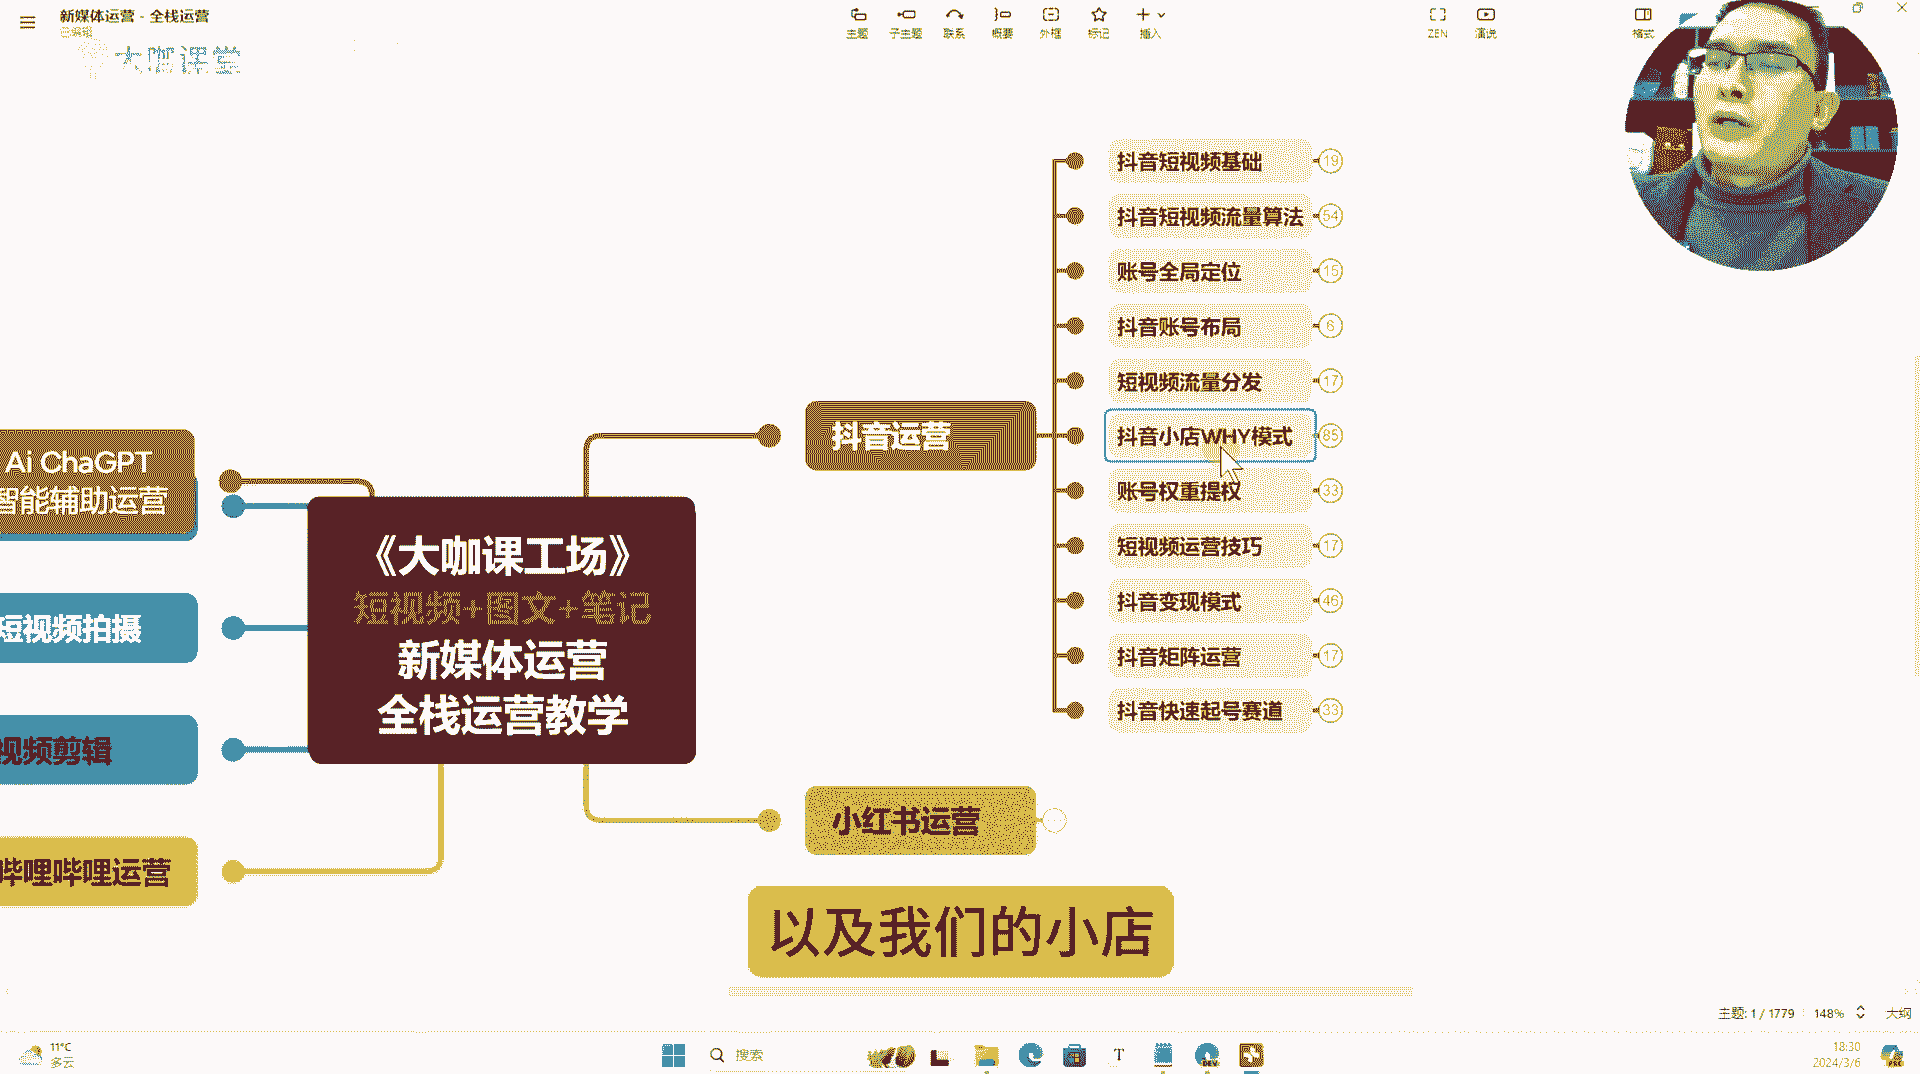 新媒体运营 - 全栈运营
已编辑
大咖课堂
主题
子主题
联系
概要
外框
标记
插入
ZEN
演说
格式
抖音短视频基础 19
抖音短视频流量算法 54
账号全局定位 15
抖音账号布局 6
短视频流量分发 17
抖音小店WHY模式 85
账号权重提权 33
短视频运营技巧 17
抖音变现模式 46
抖音矩阵运营 17
抖音快速起号赛道 33
抖音运营
小红书运营
Ai ChaGPT
智能辅助运营
短视频拍摄
视频剪辑
哔哩哔哩运营
《大咖课工场》
短视频+图文+笔记
新媒体运营
全栈运营教学
以及我们的小店
主题: 1 / 1779
148%
大纲
11°C
多云
搜索
T
DEV
18:30
2024/3/6
PRE